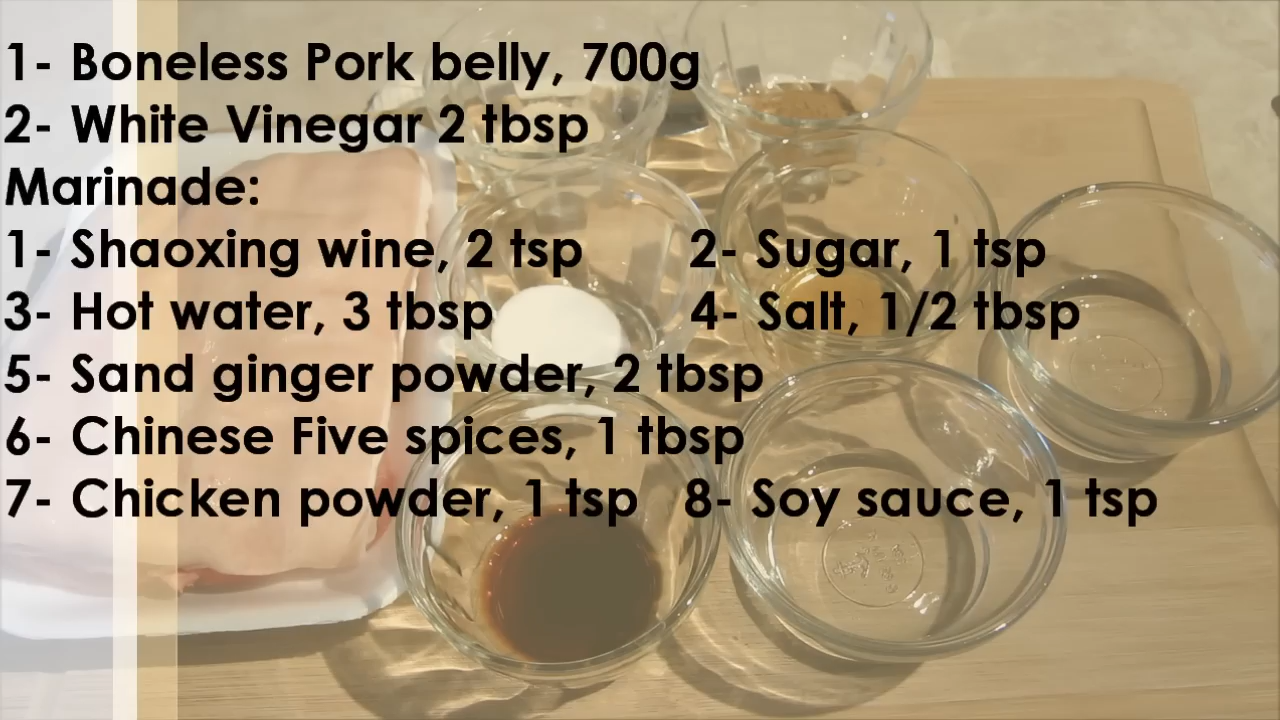 1- Boneless Pork belly, 700g
2- White Vinegar 2 tbsp
Marinade:
1- Shaoxing wine, 2 tsp 2- Sugar, 1 tsp
3- Hot water, 3 tbsp 4- Salt, 1/2 tbsp
5- Sand ginger powder, 2 tbsp
6- Chinese Five spices, 1 tbsp
7- Chicken powder, 1 tsp 8- Soy sauce, 1 tsp